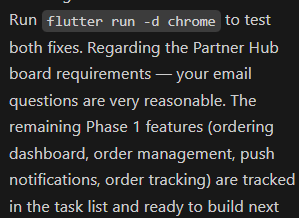 Run flutter run -d chrome to test
both fixes. Regarding the Partner Hub
board requirements — your email
questions are very reasonable. The
remaining Phase 1 features (ordering
dashboard, order management, push
notifications, order tracking) are tracked
in the task list and ready to build next